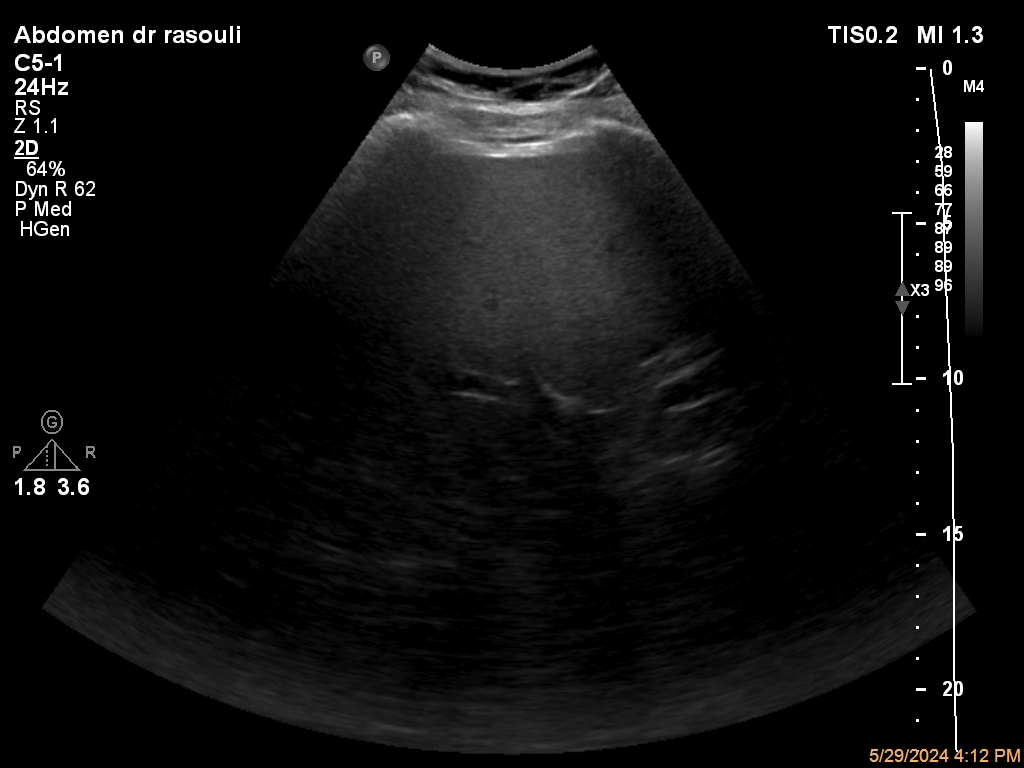 Abdomen dr rasouli
TIS0.2 MI 1.3
C5-1
24Hz
RS
Z 1.1
2D
64%
Dyn R 62
P Med
HGen
P
0
M4
28
59
66
77
5
87
89
89
96
X3
10
G
P R
1.8 3.6
15
20
5/29/2024 4:12 PM